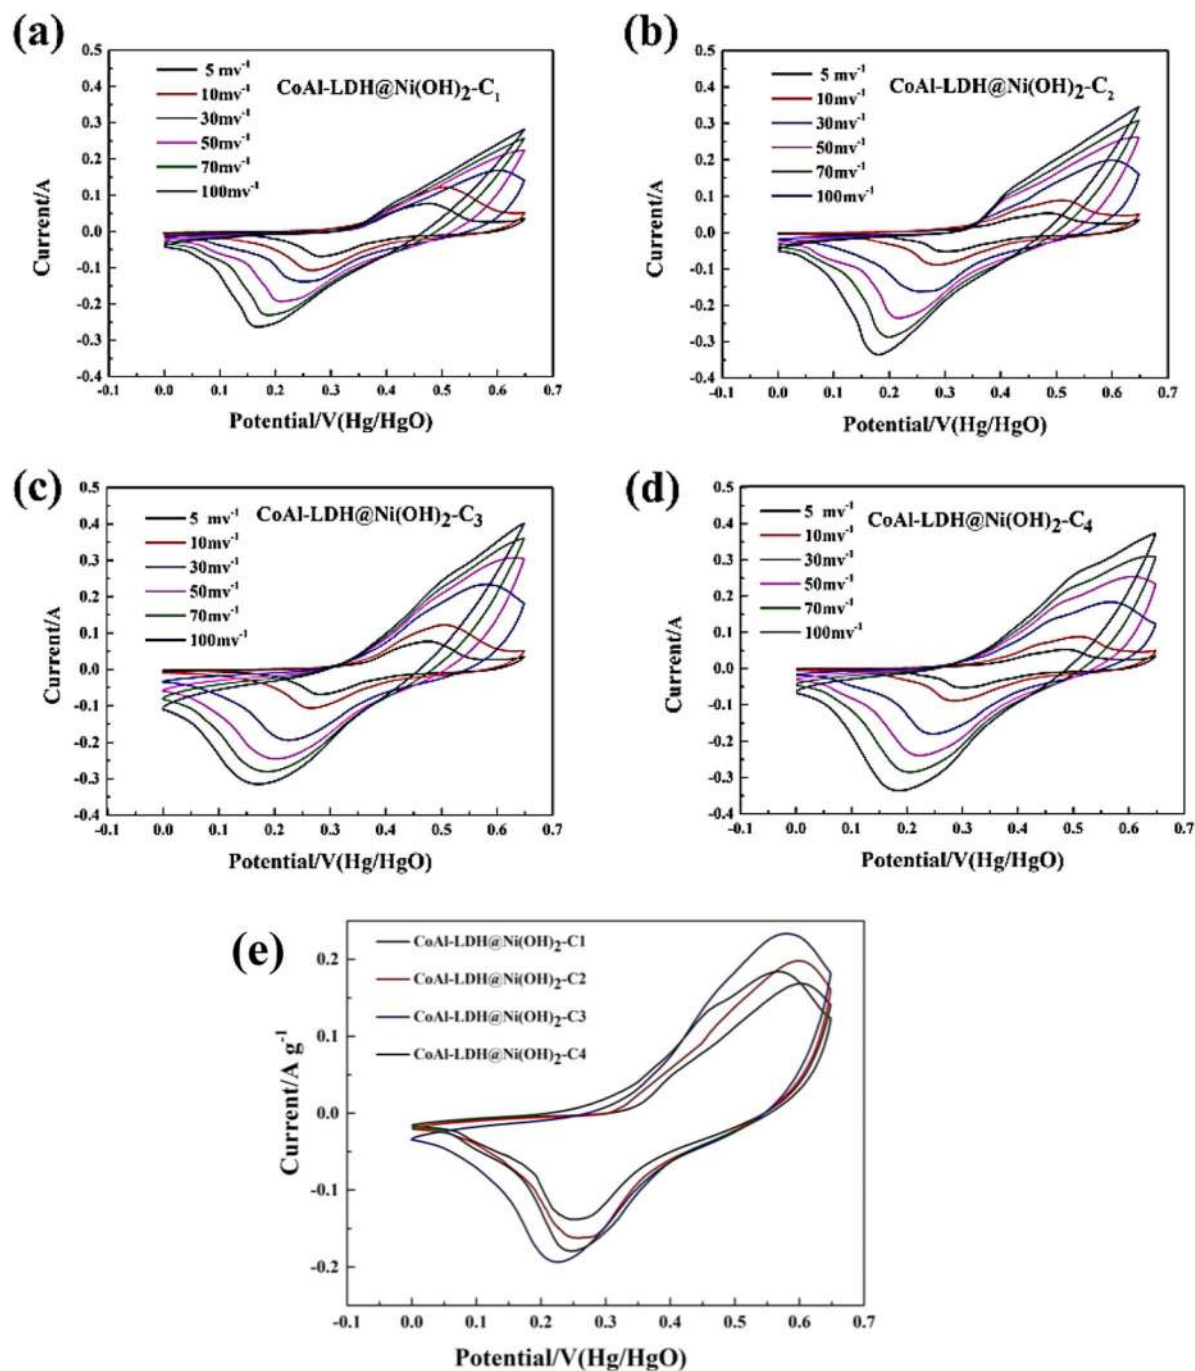 (a)
0.5
0.4
0.3
0.2
0.1
0.0
-0.1
-0.2
-0.3
-0.4
Current/A
5 mv-1
10mv-1
30mv-1
50mv-1
70mv-1
100mv-1
CoAl-LDH@Ni(OH)2-C1
-0.1 0.0 0.1 0.2 0.3 0.4 0.5 0.6 0.7
Potential/V(Hg/HgO)
(b)
0.5
0.4
0.3
0.2
0.1
0.0
-0.1
-0.2
-0.3
-0.4
Current/A
5 mv-1
10mv-1
30mv-1
50mv-1
70mv-1
100mv-1
CoAl-LDH@Ni(OH)2-C2
-0.1 0.0 0.1 0.2 0.3 0.4 0.5 0.6 0.7
Potential/V(Hg/HgO)
(c)
0.5
0.4
0.3
0.2
0.1
0.0
-0.1
-0.2
-0.3
-0.4
Current/A
5 mv-1
10mv-1
30mv-1
50mv-1
70mv-1
100mv-1
CoAl-LDH@Ni(OH)2-C3
-0.1 0.0 0.1 0.2 0.3 0.4 0.5 0.6 0.7
Potential/V(Hg/HgO)
(d)
0.5
0.4
0.3
0.2
0.1
0.0
-0.1
-0.2
-0.3
-0.4
Current/A
5 mv-1
10mv-1
30mv-1
50mv-1
70mv-1
100mv-1
CoAl-LDH@Ni(OH)2-C4
-0.1 0.0 0.1 0.2 0.3 0.4 0.5 0.6 0.7
Potential/V(Hg/HgO)
(e)
0.2
0.1
0.0
-0.1
-0.2
Current/A g-1
CoAl-LDH@Ni(OH)2-C1
CoAl-LDH@Ni(OH)2-C2
CoAl-LDH@Ni(OH)2-C3
CoAl-LDH@Ni(OH)2-C4
-0.1 0.0 0.1 0.2 0.3 0.4 0.5 0.6 0.7
Potential/V(Hg/HgO)